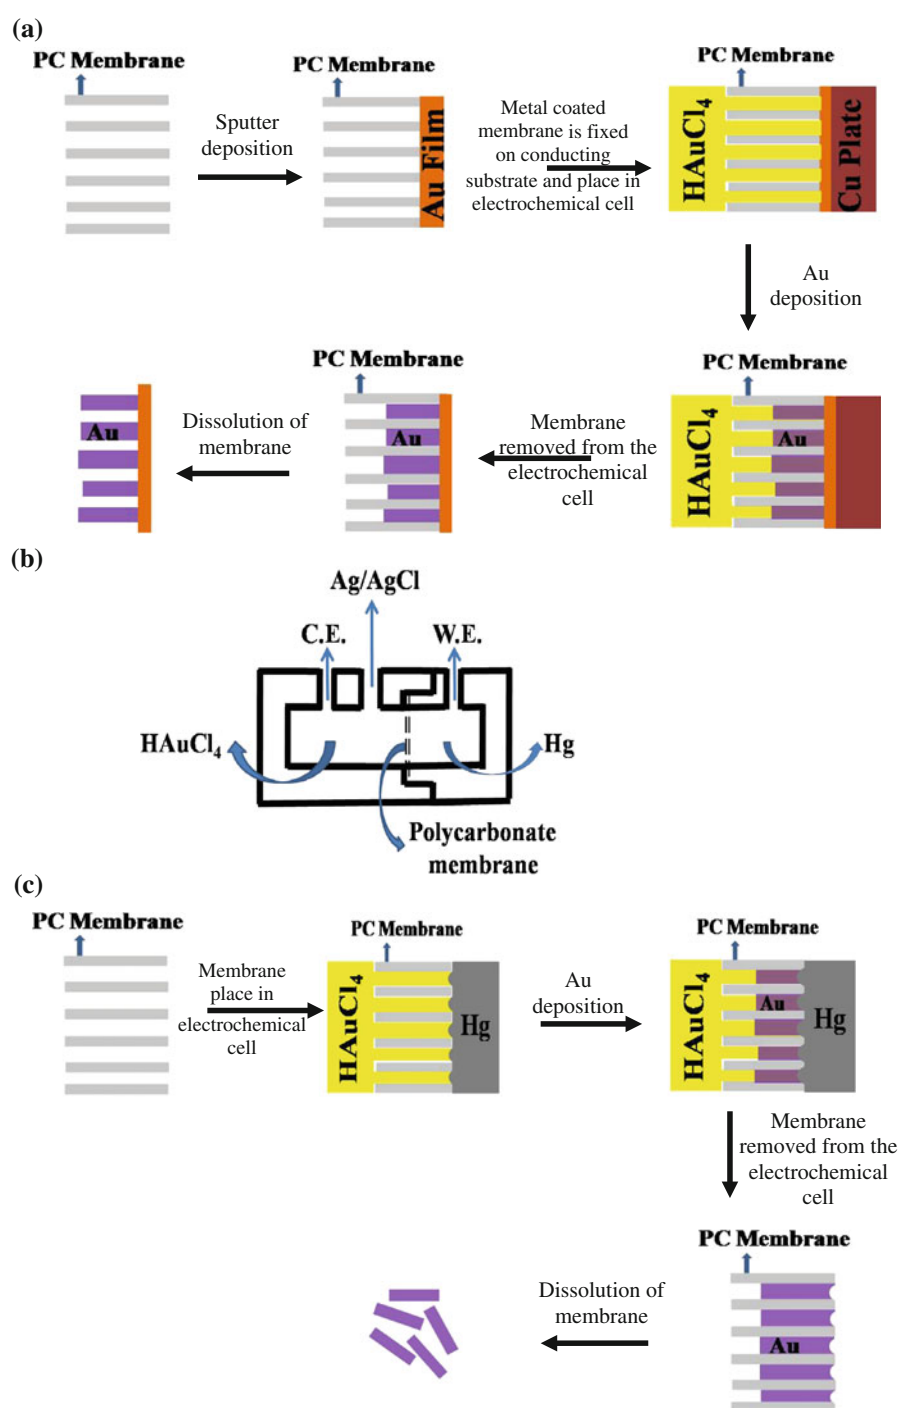 (a)
PC Membrane
Sputter
deposition
PC Membrane
Au Film
Metal coated
membrane is fixed
on conducting
substrate and place in
electrochemical cell
PC Membrane
HAuCl₄
Cu Plate
Au
deposition
PC Membrane
HAuCl₄
Au
Membrane
removed from the
electrochemical
cell
PC Membrane
Au
Dissolution of
membrane
Au
(b)
Ag/AgCl
C.E.
W.E.
HAuCl₄
Hg
Polycarbonate
membrane
(c)
PC Membrane
Membrane
place in
electrochemical
cell
PC Membrane
HAuCl₄
Hg
Au
deposition
PC Membrane
HAuCl₄
Au
Hg
Membrane
removed from the
electrochemical
cell
PC Membrane
Au
Dissolution of
membrane